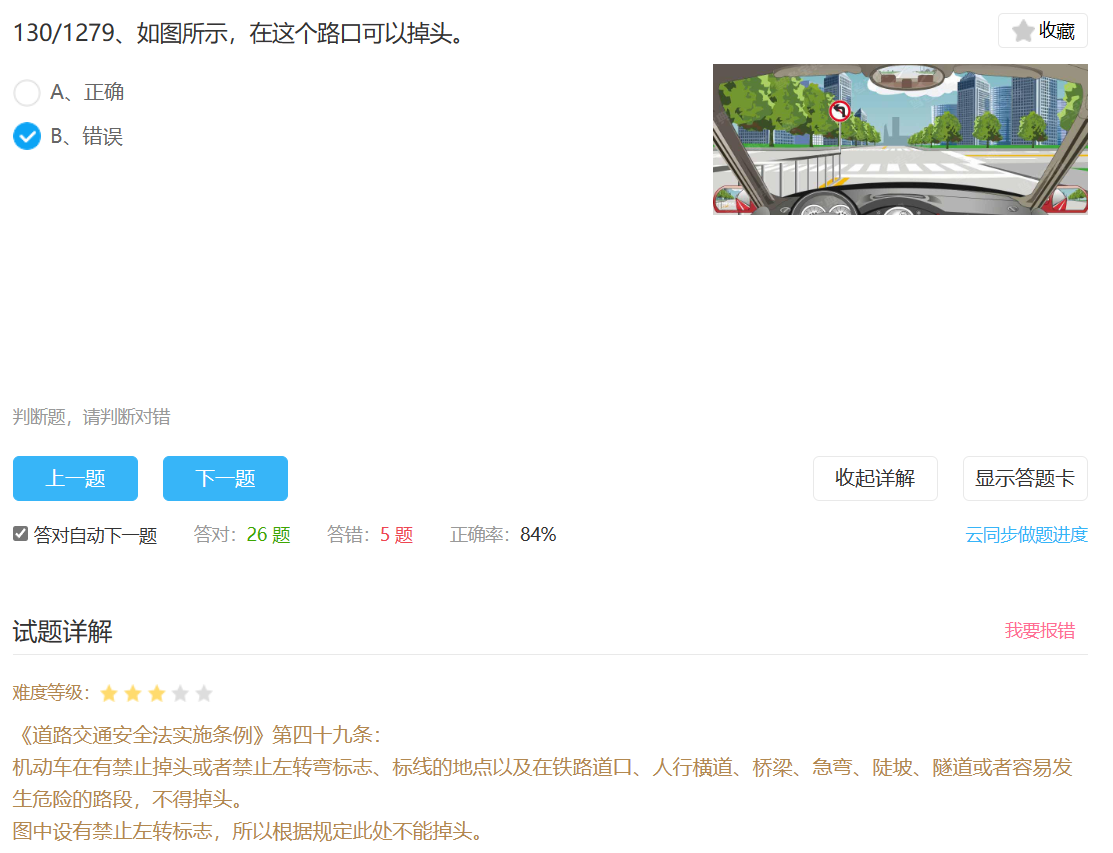 130/1279、如图所示，在这个路口可以掉头。
收藏
A、正确
B、错误
判断题，请判断对错
上一题
下一题
收起详解
显示答题卡
答对自动下一题 答对：26 题 答错：5 题 正确率：84%
云同步做题进度
试题详解
我要报错
难度等级：
《道路交通安全法实施条例》第四十九条：
机动车在有禁止掉头或者禁止左转弯标志、标线的地点以及在铁路道口、人行横道、桥梁、急弯、陡坡、隧道或者容易发
生危险的路段，不得掉头。
图中设有禁止左转标志，所以根据规定此处不能掉头。